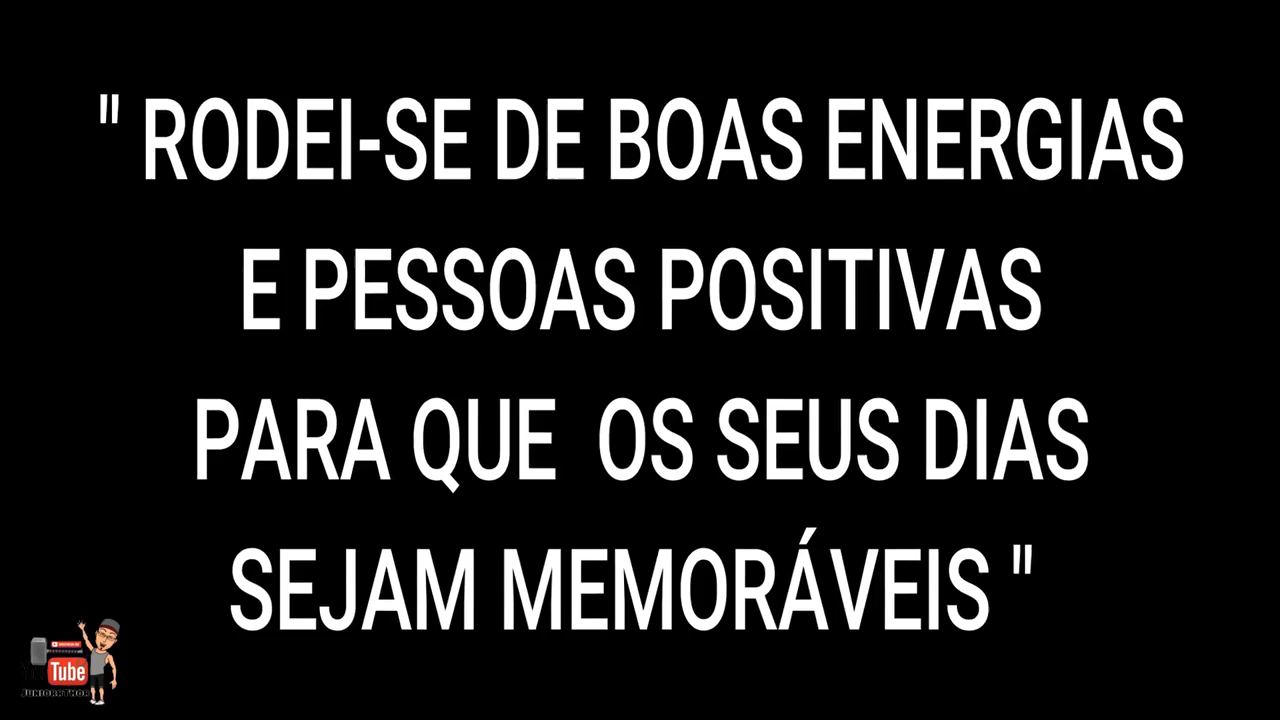 " RODEI-SE DE BOAS ENERGIAS
E PESSOAS POSITIVAS
PARA QUE OS SEUS DIAS
SEJAM MEMORÁVEIS "
Tube